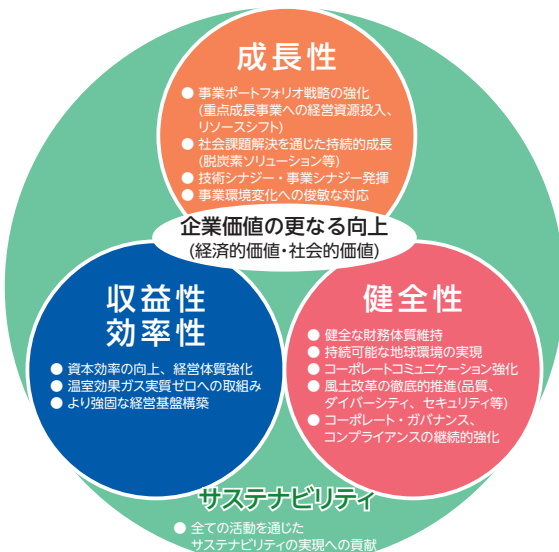 成長性
● 事業ポートフォリオ戦略の強化
(重点成長事業への経営資源投入、
リソースシフト)
● 社会課題解決を通じた持続的成長
(脱炭素ソリューション等)
● 技術シナジー・事業シナジー発揮
● 事業環境変化への俊敏な対応
企業価値の更なる向上
(経済的価値・社会的価値)
収益性
効率性
● 資本効率の向上、経営体質強化
● 温室効果ガス実質ゼロへの取組み
● より強固な経営基盤構築
健全性
● 健全な財務体質維持
● 持続可能な地球環境の実現
● コーポレートコミュニケーション強化
● 風土改革の徹底的推進(品質、
ダイバーシティ、セキュリティ等)
● コーポレート・ガバナンス、
コンプライアンスの継続的強化
サステナビリティ
● 全ての活動を通じた
サステナビリティの実現への貢献